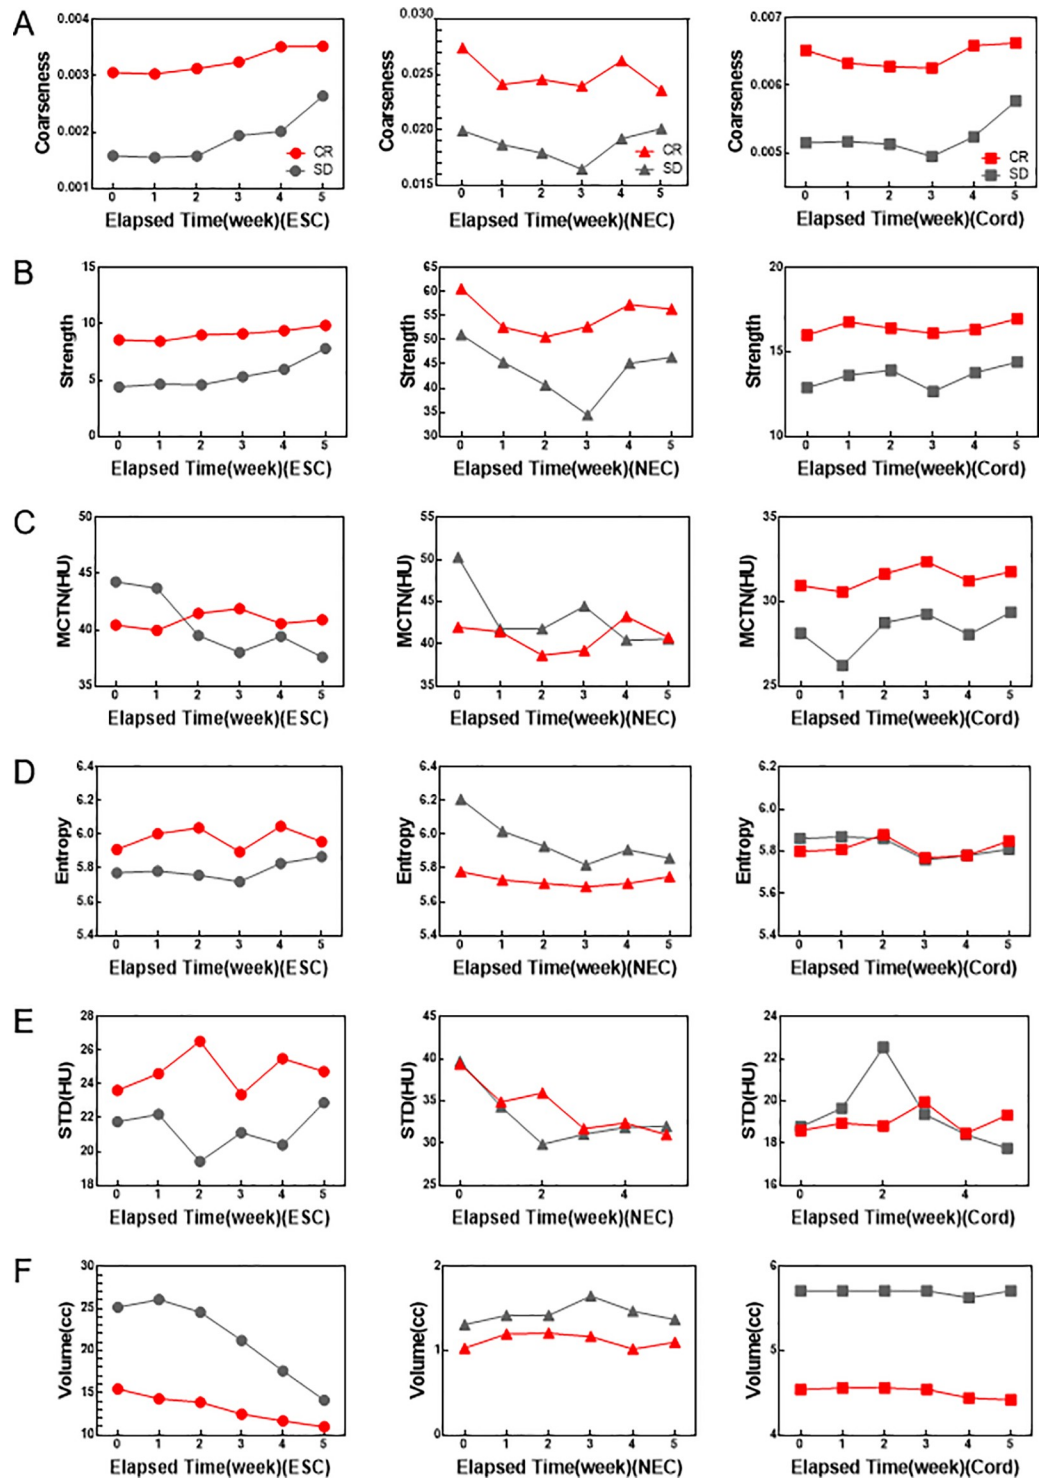 A
Coarseness
0.004
0.003
0.002
0.001
CR
SD
0 1 2 3 4 5
Elapsed Time(week)(ESC)
Coarseness
0.030
0.025
0.020
0.015
CR
SD
0 1 2 3 4 5
Elapsed Time(week)(NEC)
Coarseness
0.007
0.006
0.005
CR
SD
0 1 2 3 4 5
Elapsed Time(week)(Cord)
B
Strength
15
10
5
0
0 1 2 3 4 5
Elapsed Time(week)(ESC)
Strength
65
60
55
50
45
40
35
30
0 1 2 3 4 5
Elapsed Time(week)(NEC)
Strength
20
15
10
0 1 2 3 4 5
Elapsed Time(week)(Cord)
C
MCTN(HU)
50
45
40
35
0 1 2 3 4 5
Elapsed Time(week)(ESC)
MCTN(HU)
55
50
45
40
35
0 1 2 3 4 5
Elapsed Time(week)(NEC)
MCTN(HU)
35
30
25
0 1 2 3 4 5
Elapsed Time(week)(Cord)
D
Entropy
6.4
6.2
6.0
5.8
5.6
5.4
0 1 2 3 4 5
Elapsed Time(week)(ESC)
Entropy
6.4
6.2
6.0
5.8
5.6
5.4
0 1 2 3 4 5
Elapsed Time(week)(NEC)
Entropy
6.2
6.0
5.8
5.6
5.4
0 1 2 3 4 5
Elapsed Time(week)(Cord)
E
STD(HU)
28
26
24
22
20
18
0 1 2 3 4 5
Elapsed Time(week)(ESC)
STD(HU)
45
40
35
30
25
0 2 4
Elapsed Time(week)(NEC)
STD(HU)
24
22
20
18
16
0 2 4
Elapsed Time(week)(Cord)
F
Volume(cc)
30
25
20
15
10
0 1 2 3 4 5
Elapsed Time(week)(ESC)
Volume(cc)
2
1
0
0 1 2 3 4 5
Elapsed Time(week)(NEC)
Volume(cc)
6
5
4
0 1 2 3 4 5
Elapsed Time(week)(Cord)